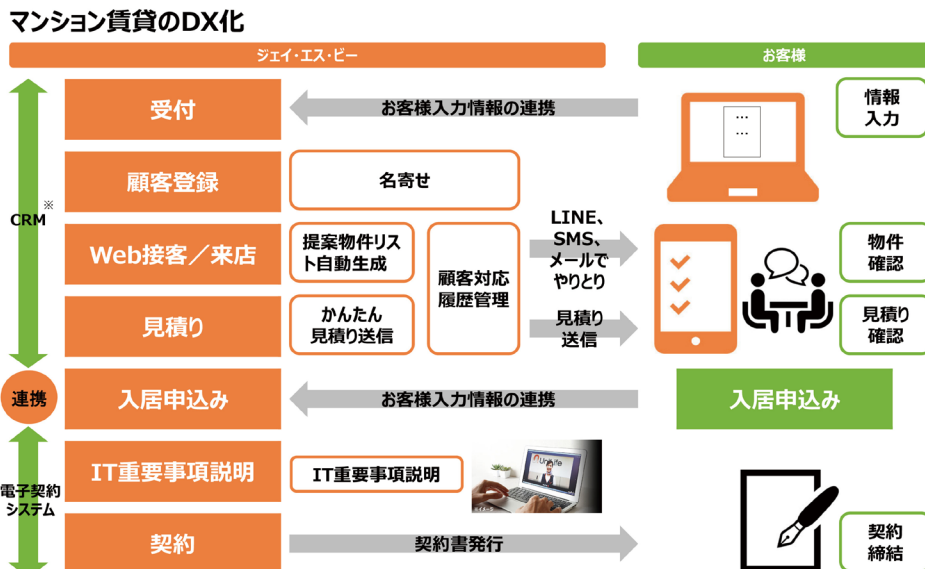 マンション賃貸のDX化
ジェイ・エス・ビー
お客様
受付
お客様入力情報の連携
…
…
情報
入力
顧客登録
名寄せ
CRM※
Web接客／来店
提案物件リス
ト自動生成
顧客対応
履歴管理
LINE、
SMS、
メールで
やりとり
物件
確認
見積り
かんたん
見積り送信
見積り
送信
見積り
確認
連携
入居申込み
お客様入力情報の連携
入居申込み
IT重要事項説明
IT重要事項説明
UniLife
電子契約
システム
契約
契約書発行
契約
締結